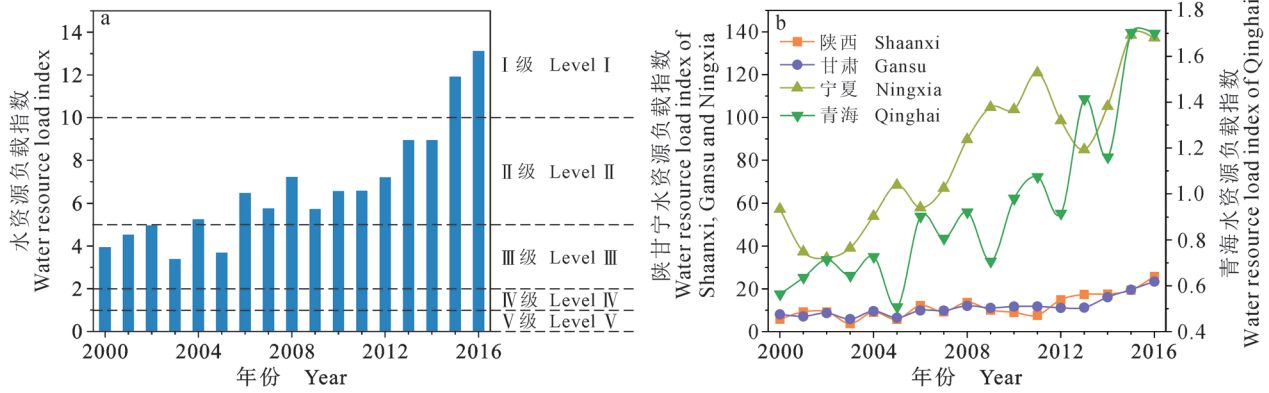 a
水资源负载指数
Water resource load index
14
12
10
8
6
4
2
0
Ⅰ级 Level Ⅰ
Ⅱ级 Level Ⅱ
Ⅲ级 Level Ⅲ
Ⅳ级 Level Ⅳ
Ⅴ级 Level Ⅴ
2000 2004 2008 2012 2016
年份 Year
b
陕甘宁水资源负载指数
Water resource load index of
Shaanxi, Gansu and Ningxia
140
120
100
80
60
40
20
0
陕西 Shaanxi
甘肃 Gansu
宁夏 Ningxia
青海 Qinghai
1.8
1.6
1.4
1.2
1.0
0.8
0.6
0.4
青海水资源负载指数
Water resource load index of Qinghai
2000 2004 2008 2012 2016
年份 Year